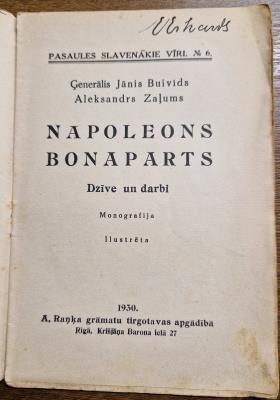 PASAULES SLAVENĀKIE VĪRI. № 6.
Ģenerālis Jānis Buivids
Aleksandrs Zaļums
NAPOLEONS
BONAPARTS
Dzīve un darbi
Monografija
Ilustrēta
1930.
A. Raņķa grāmatu tirgotavas apgādībā
Rīgā, Krišjāņa Barona ielā 27